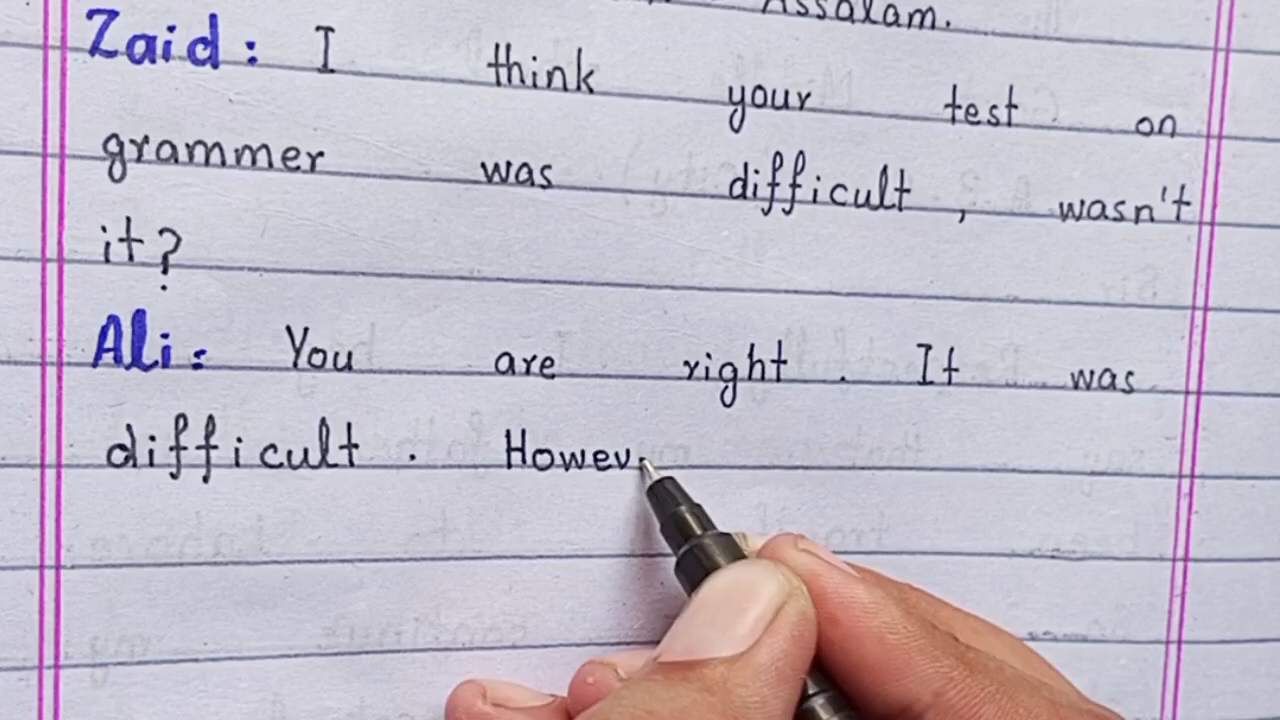 Assalam.
Zaid : I think your test on
grammer was difficult , wasn't
it?
Ali: You are right . It was
difficult . Howev